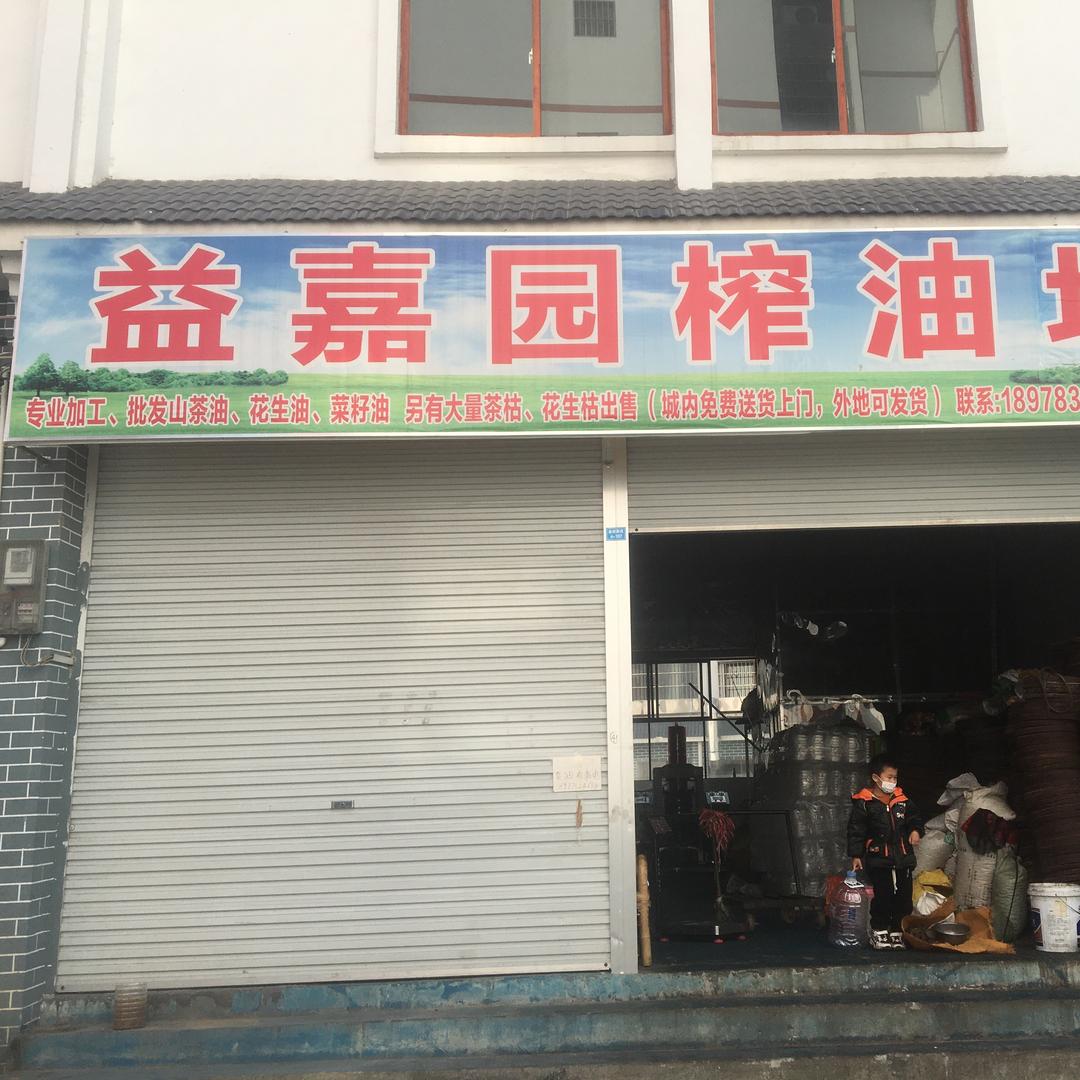 益嘉园榨油
专业加工、批发山茶油、花生油、菜籽油 另有大量茶枯、花生枯出售（城内免费送货上门，外地可发货） 联系:189783